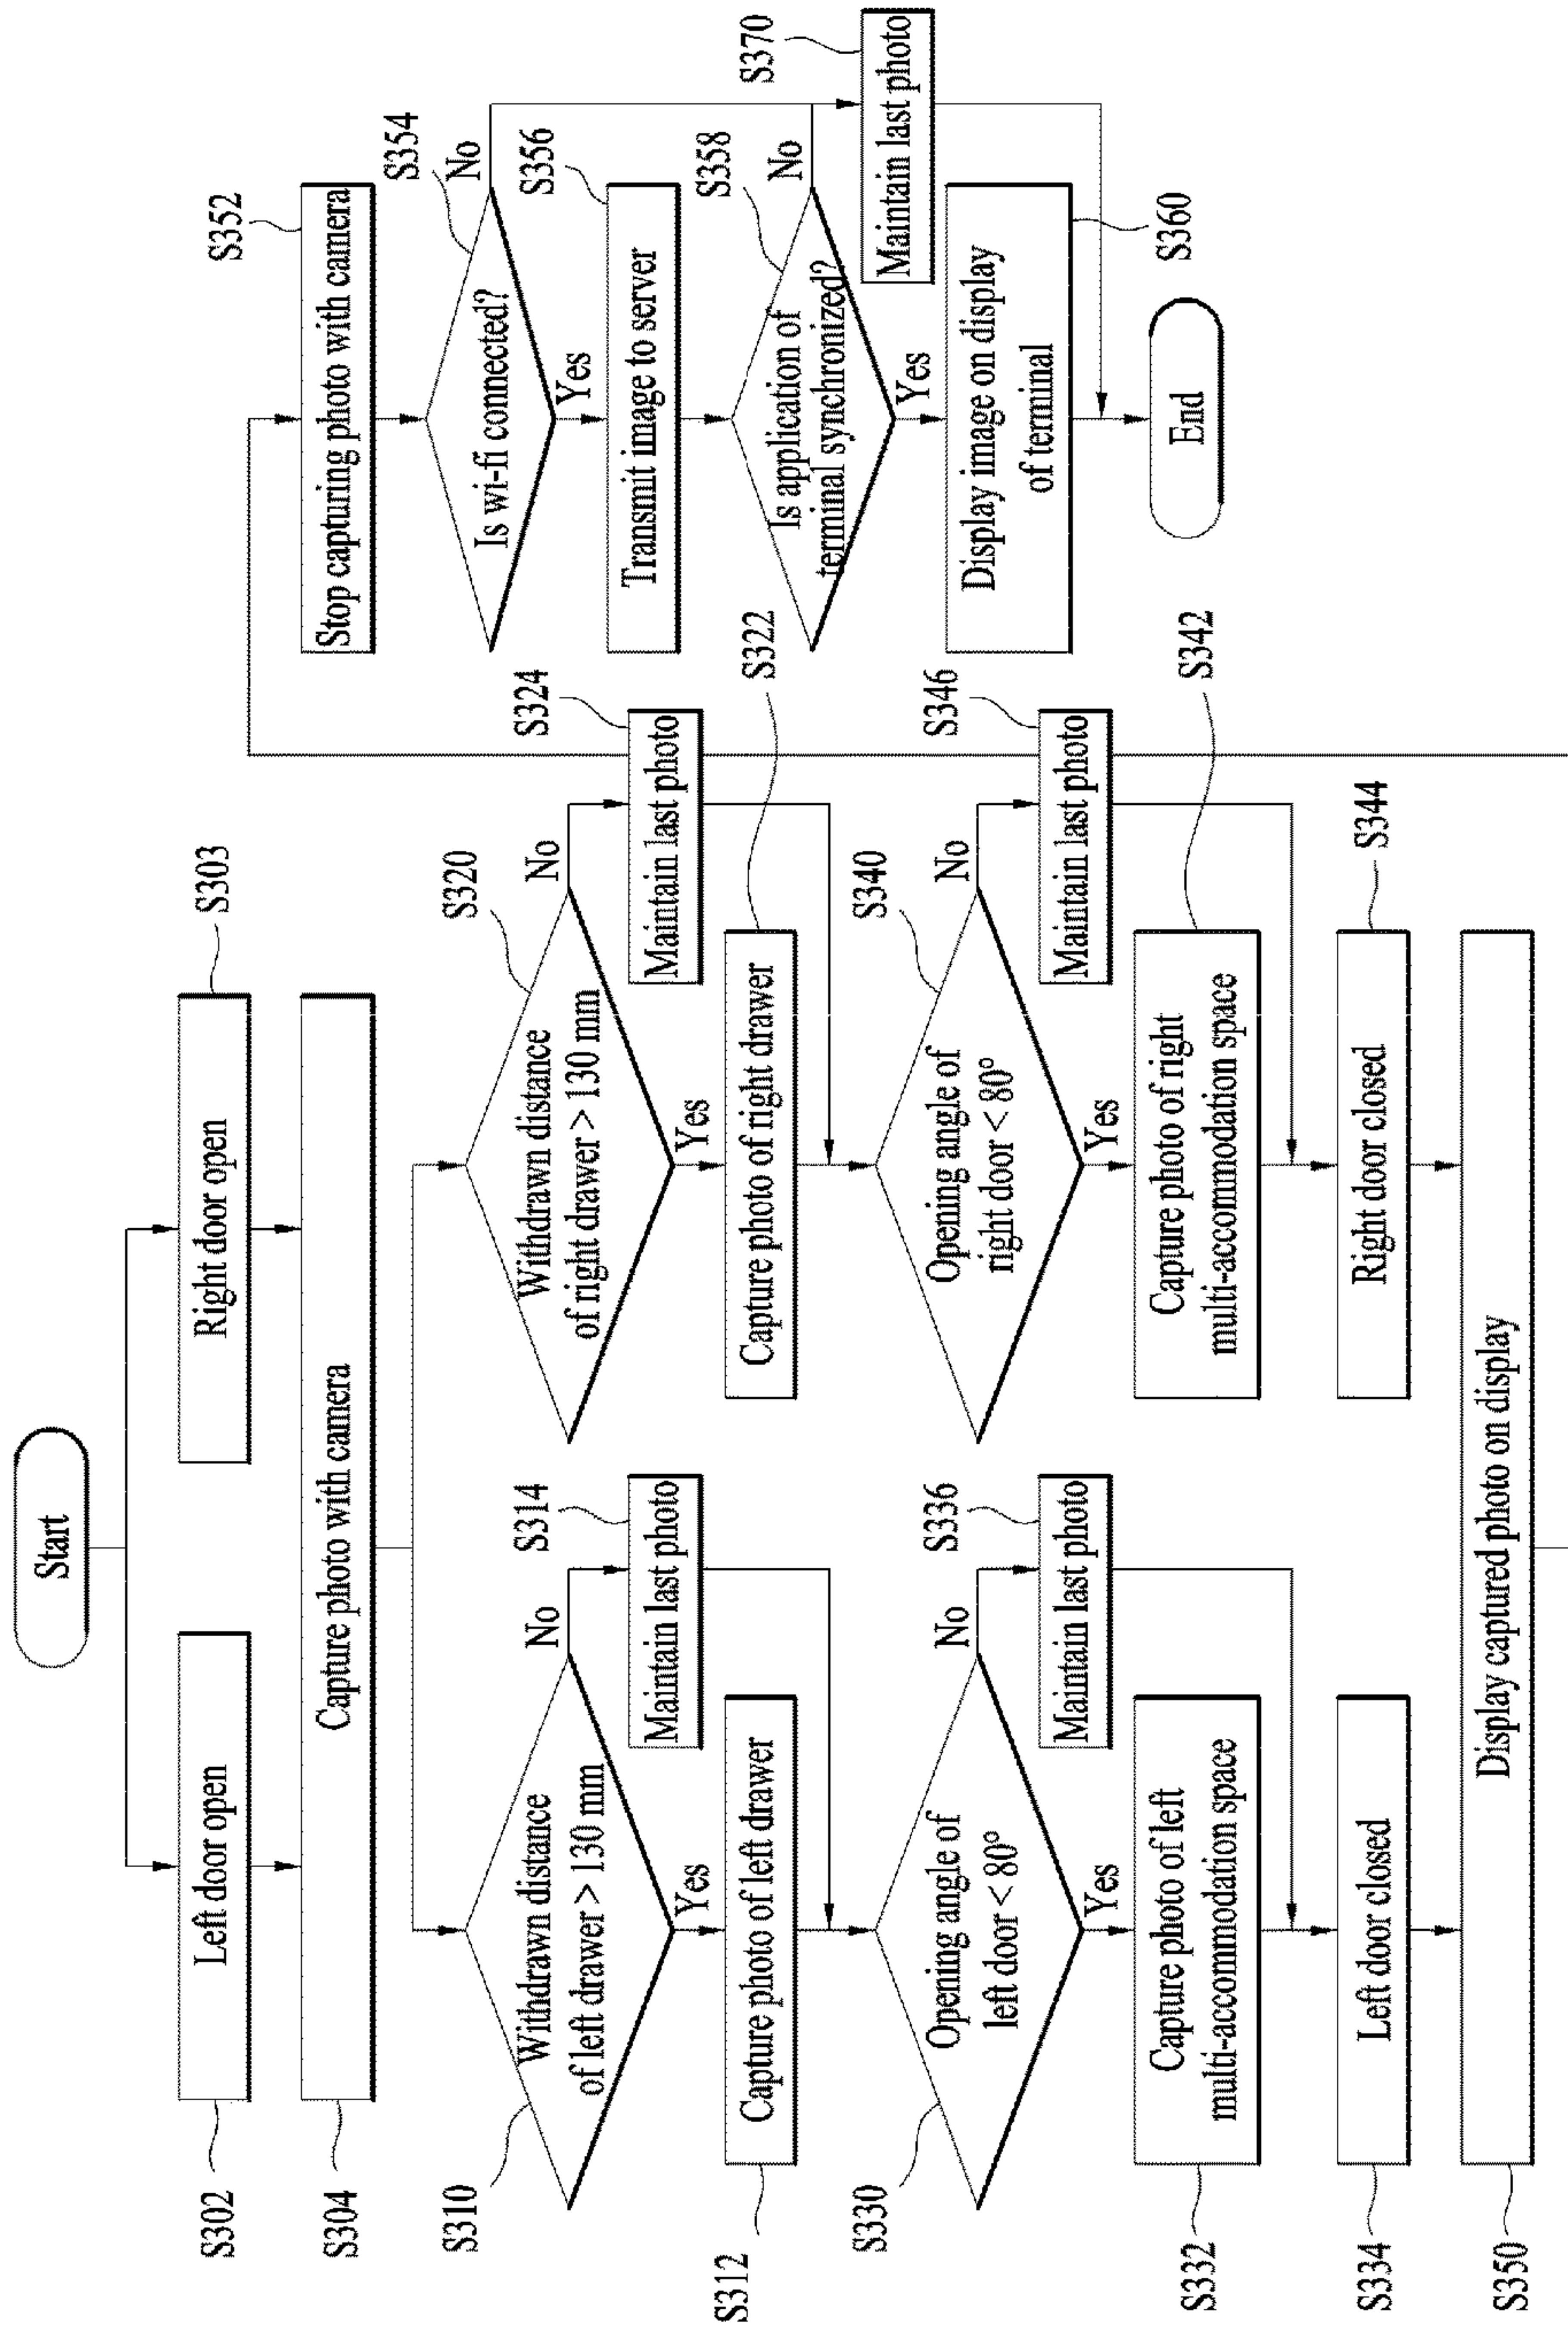 Start
Left door open
S302
Right door open
S303
Capture photo with camera
S304
Withdrawn distance
of left drawer > 130 mm
S310
No
Yes
Maintain last photo
S314
Capture photo of left drawer
S312
Opening angle of
left door < 80°
S330
No
Yes
Maintain last photo
S336
Capture photo of left
multi-accommodation space
S332
Left door closed
S334
Withdrawn distance
of right drawer > 130 mm
S320
No
Yes
Maintain last photo
S324
Capture photo of right drawer
S322
Opening angle of
right door < 80°
S340
No
Yes
Maintain last photo
S346
Capture photo of right
multi-accommodation space
S342
Right door closed
S344
Display captured photo on display
S350
Stop capturing photo with camera
S352
Is wi-fi connected?
S354
No
Yes
Transmit image to server
S356
Is application of
terminal synchronized?
S358
No
Yes
Maintain last photo
S370
Display image on display
of terminal
S360
End